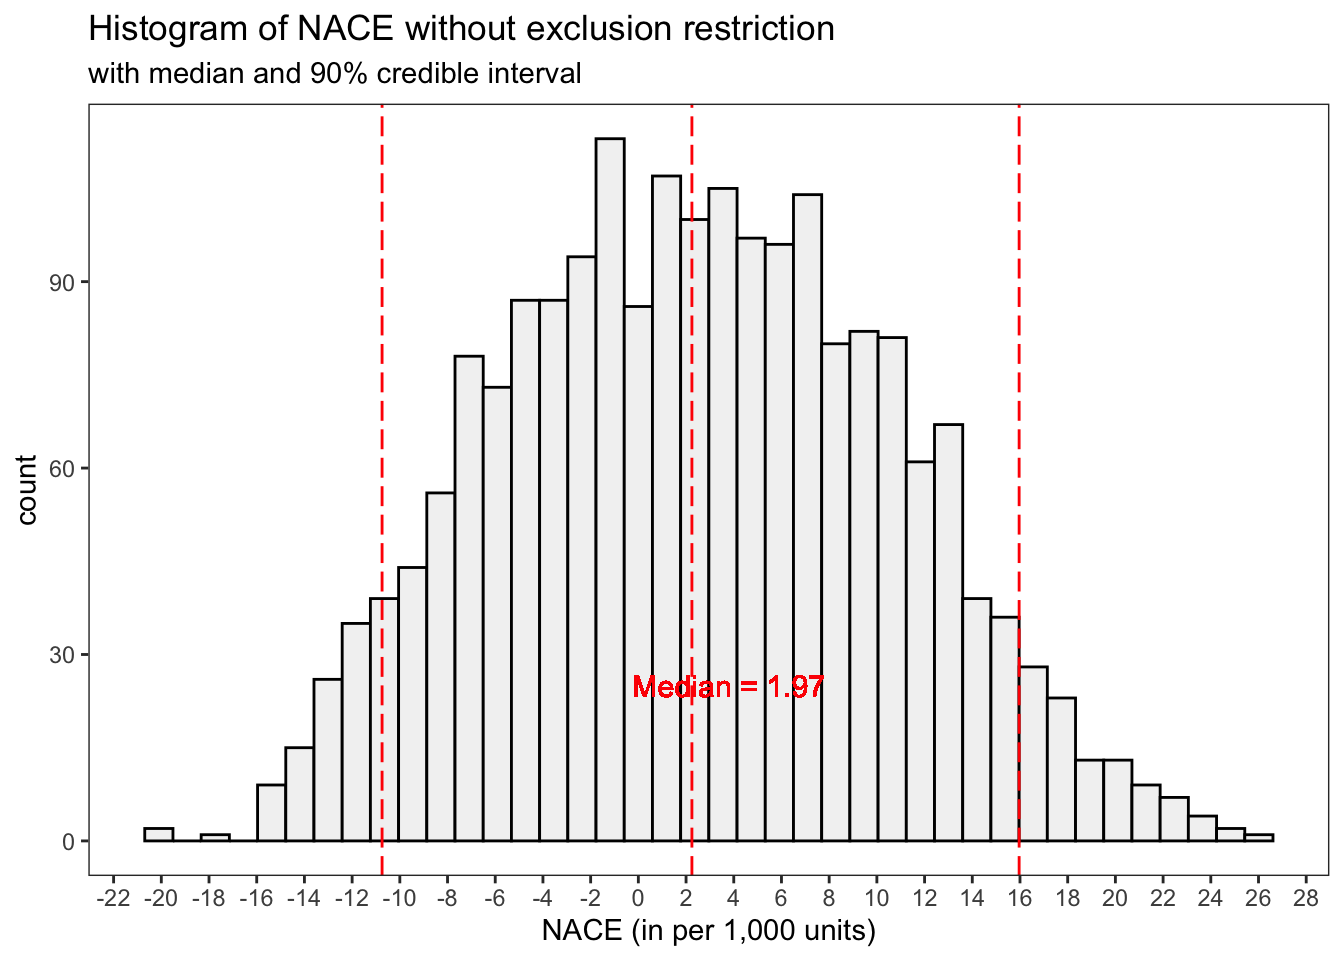 Histogram of NACE without exclusion restriction
with median and 90% credible interval
90
60
30
0
count
Median = 1.97
-22 -20 -18 -16 -14 -12 -10 -8 -6 -4 -2 0 2 4 6 8 10 12 14 16 18 20 22 24 26 28
NACE (in per 1,000 units)